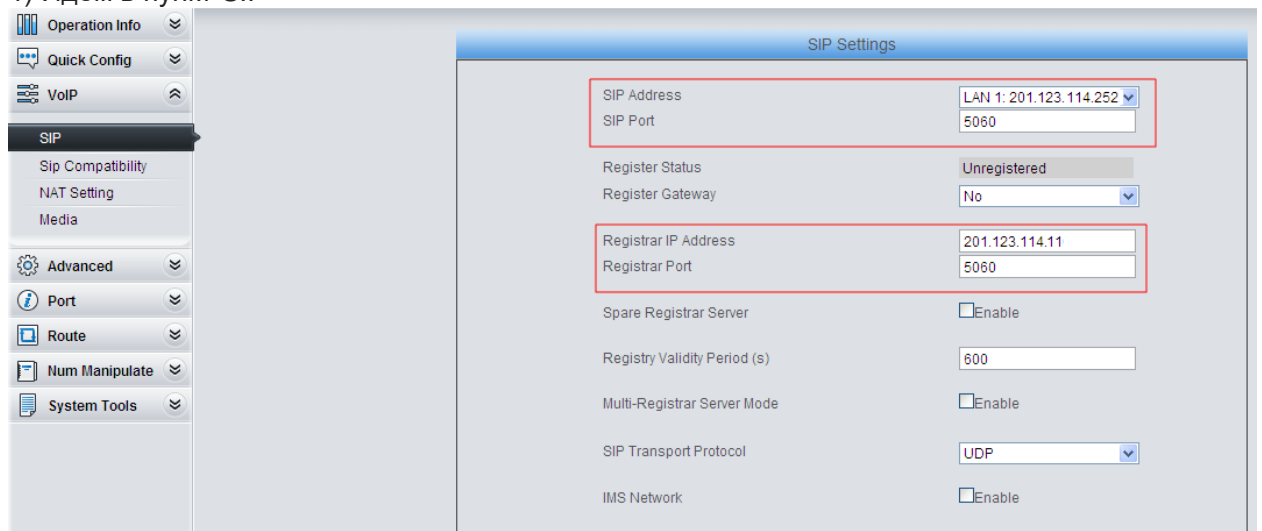 Operation Info
Quick Config
VoIP
SIP
Sip Compatibility
NAT Setting
Media
Advanced
Port
Route
Num Manipulate
System Tools
SIP Settings
SIP Address LAN 1: 201.123.114.252
SIP Port 5060
Register Status Unregistered
Register Gateway No
Registrar IP Address 201.123.114.11
Registrar Port 5060
Spare Registrar Server Enable
Registry Validity Period (s) 600
Multi-Registrar Server Mode Enable
SIP Transport Protocol UDP
IMS Network Enable